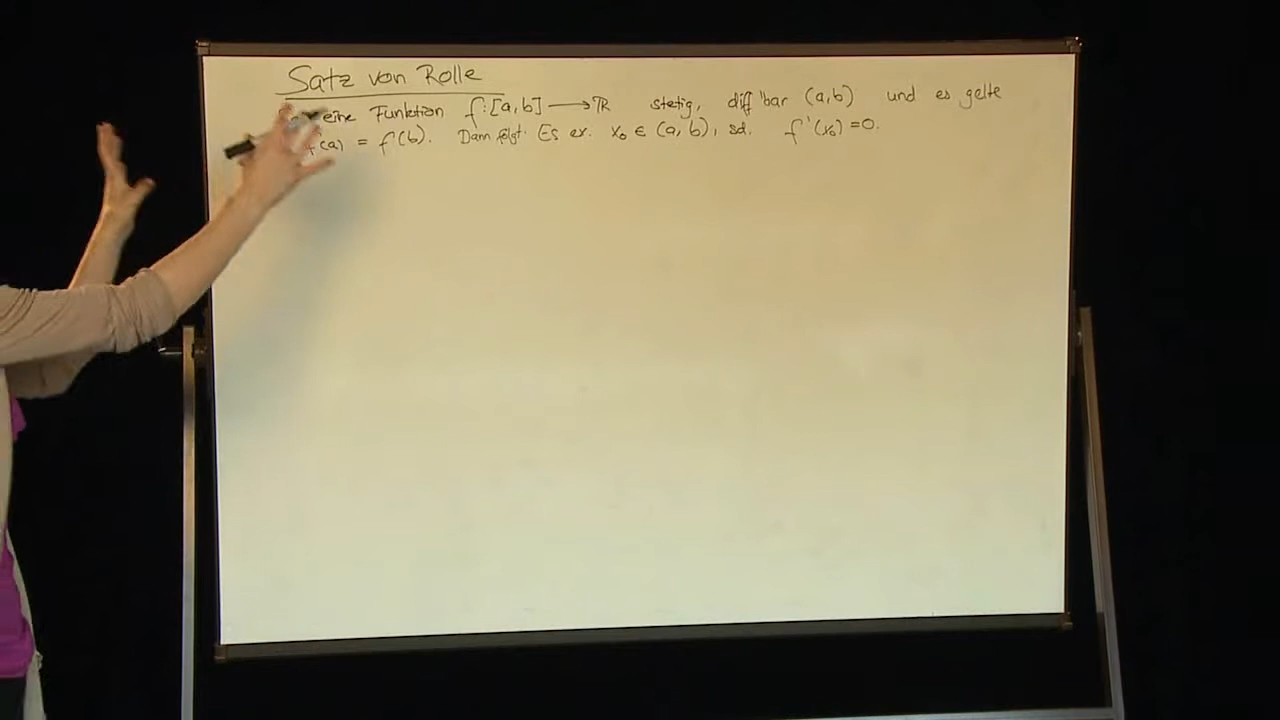 Satz von Rolle
eine Funktion f: [a,b] ⟶ ℝ stetig, diff'bar (a,b) und es gelte
f(a) = f(b). Dann folgt: Es ex. x₀ ∈ (a,b), sd. f'(x₀) = 0.